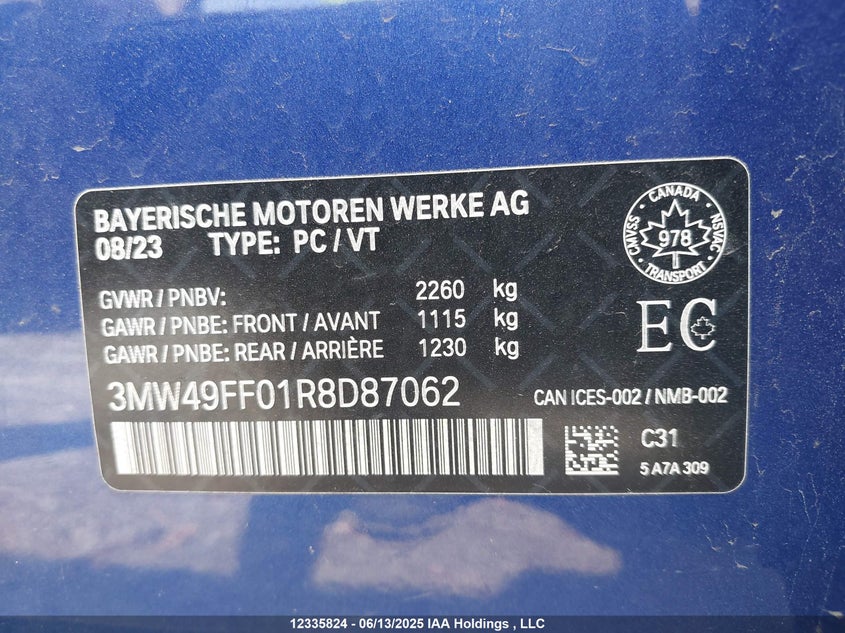 BAYERISCHE MOTOREN WERKE AG
08/23 TYPE: PC / VT
GVWR / PNBV: 2260 kg
GAWR / PNBE: FRONT / AVANT 1115 kg
GAWR / PNBE: REAR / ARRIÈRE 1230 kg
3MW49FF01R8D87062
CANADA
CMVSS 978 NSVAC
TRANSPORT
EC
CAN ICES-002 / NMB-002
C31
5 A7A 309
12335824 - 06/13/2025 IAA Holdings , LLC